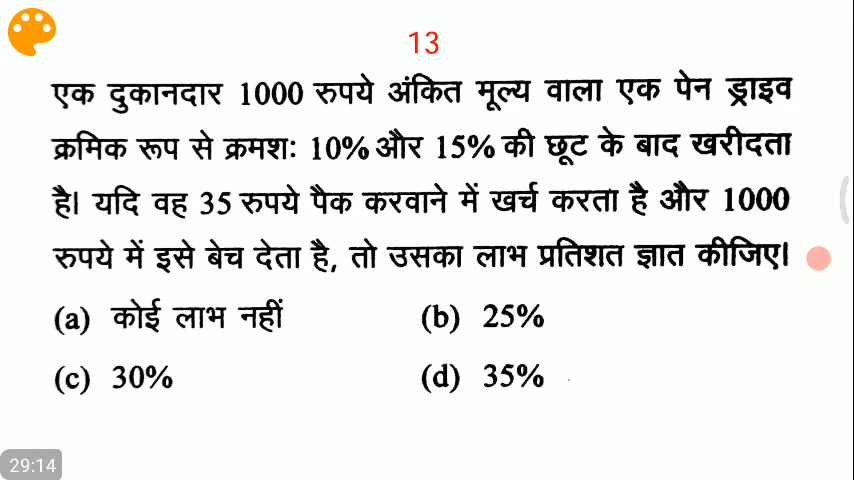 13
एक दुकानदार 1000 रुपये अंकित मूल्य वाला एक पेन ड्राइव
क्रमिक रूप से क्रमशः 10% और 15% की छूट के बाद खरीदता
है। यदि वह 35 रुपये पैक करवाने में खर्च करता है और 1000
रुपये में इसे बेच देता है, तो उसका लाभ प्रतिशत ज्ञात कीजिए।
(a) कोई लाभ नहीं (b) 25%
(c) 30% (d) 35%
29:14